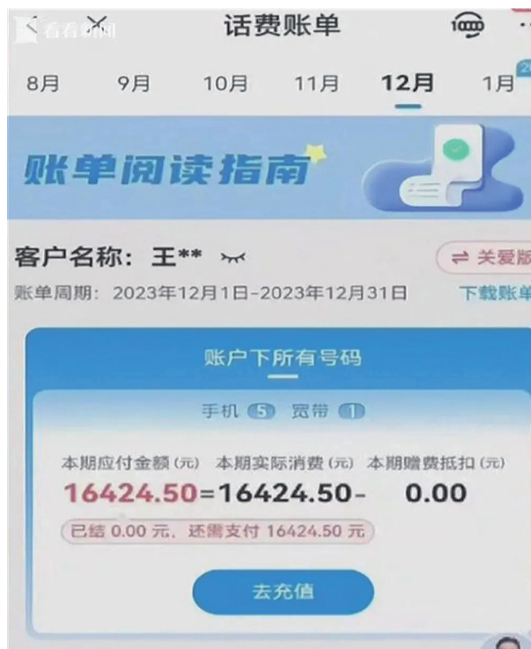 看看新闻
话费账单
8月 9月 10月 11月 12月 1月
账单阅读指南
客户名称: 王**
关爱版
账单周期: 2023年12月1日-2023年12月31日 下载账单
账户下所有号码
手机 5 宽带 1
本期应付金额(元) 本期实际消费(元) 本期赠费抵扣(元)
16424.50=16424.50- 0.00
已结 0.00 元, 还需支付 16424.50 元
去充值